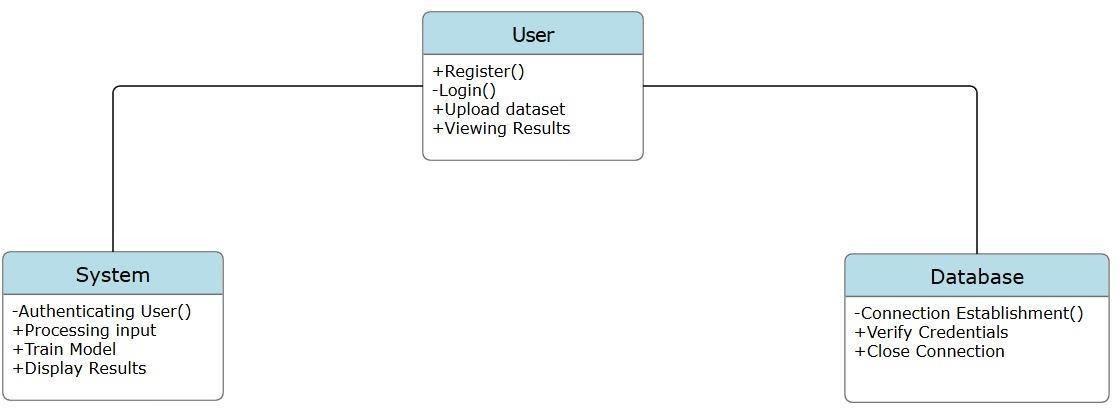 User
+Register()
-Login()
+Upload dataset
+Viewing Results
System
-Authenticating User()
+Processing input
+Train Model
+Display Results
Database
-Connection Establishment()
+Verify Credentials
+Close Connection